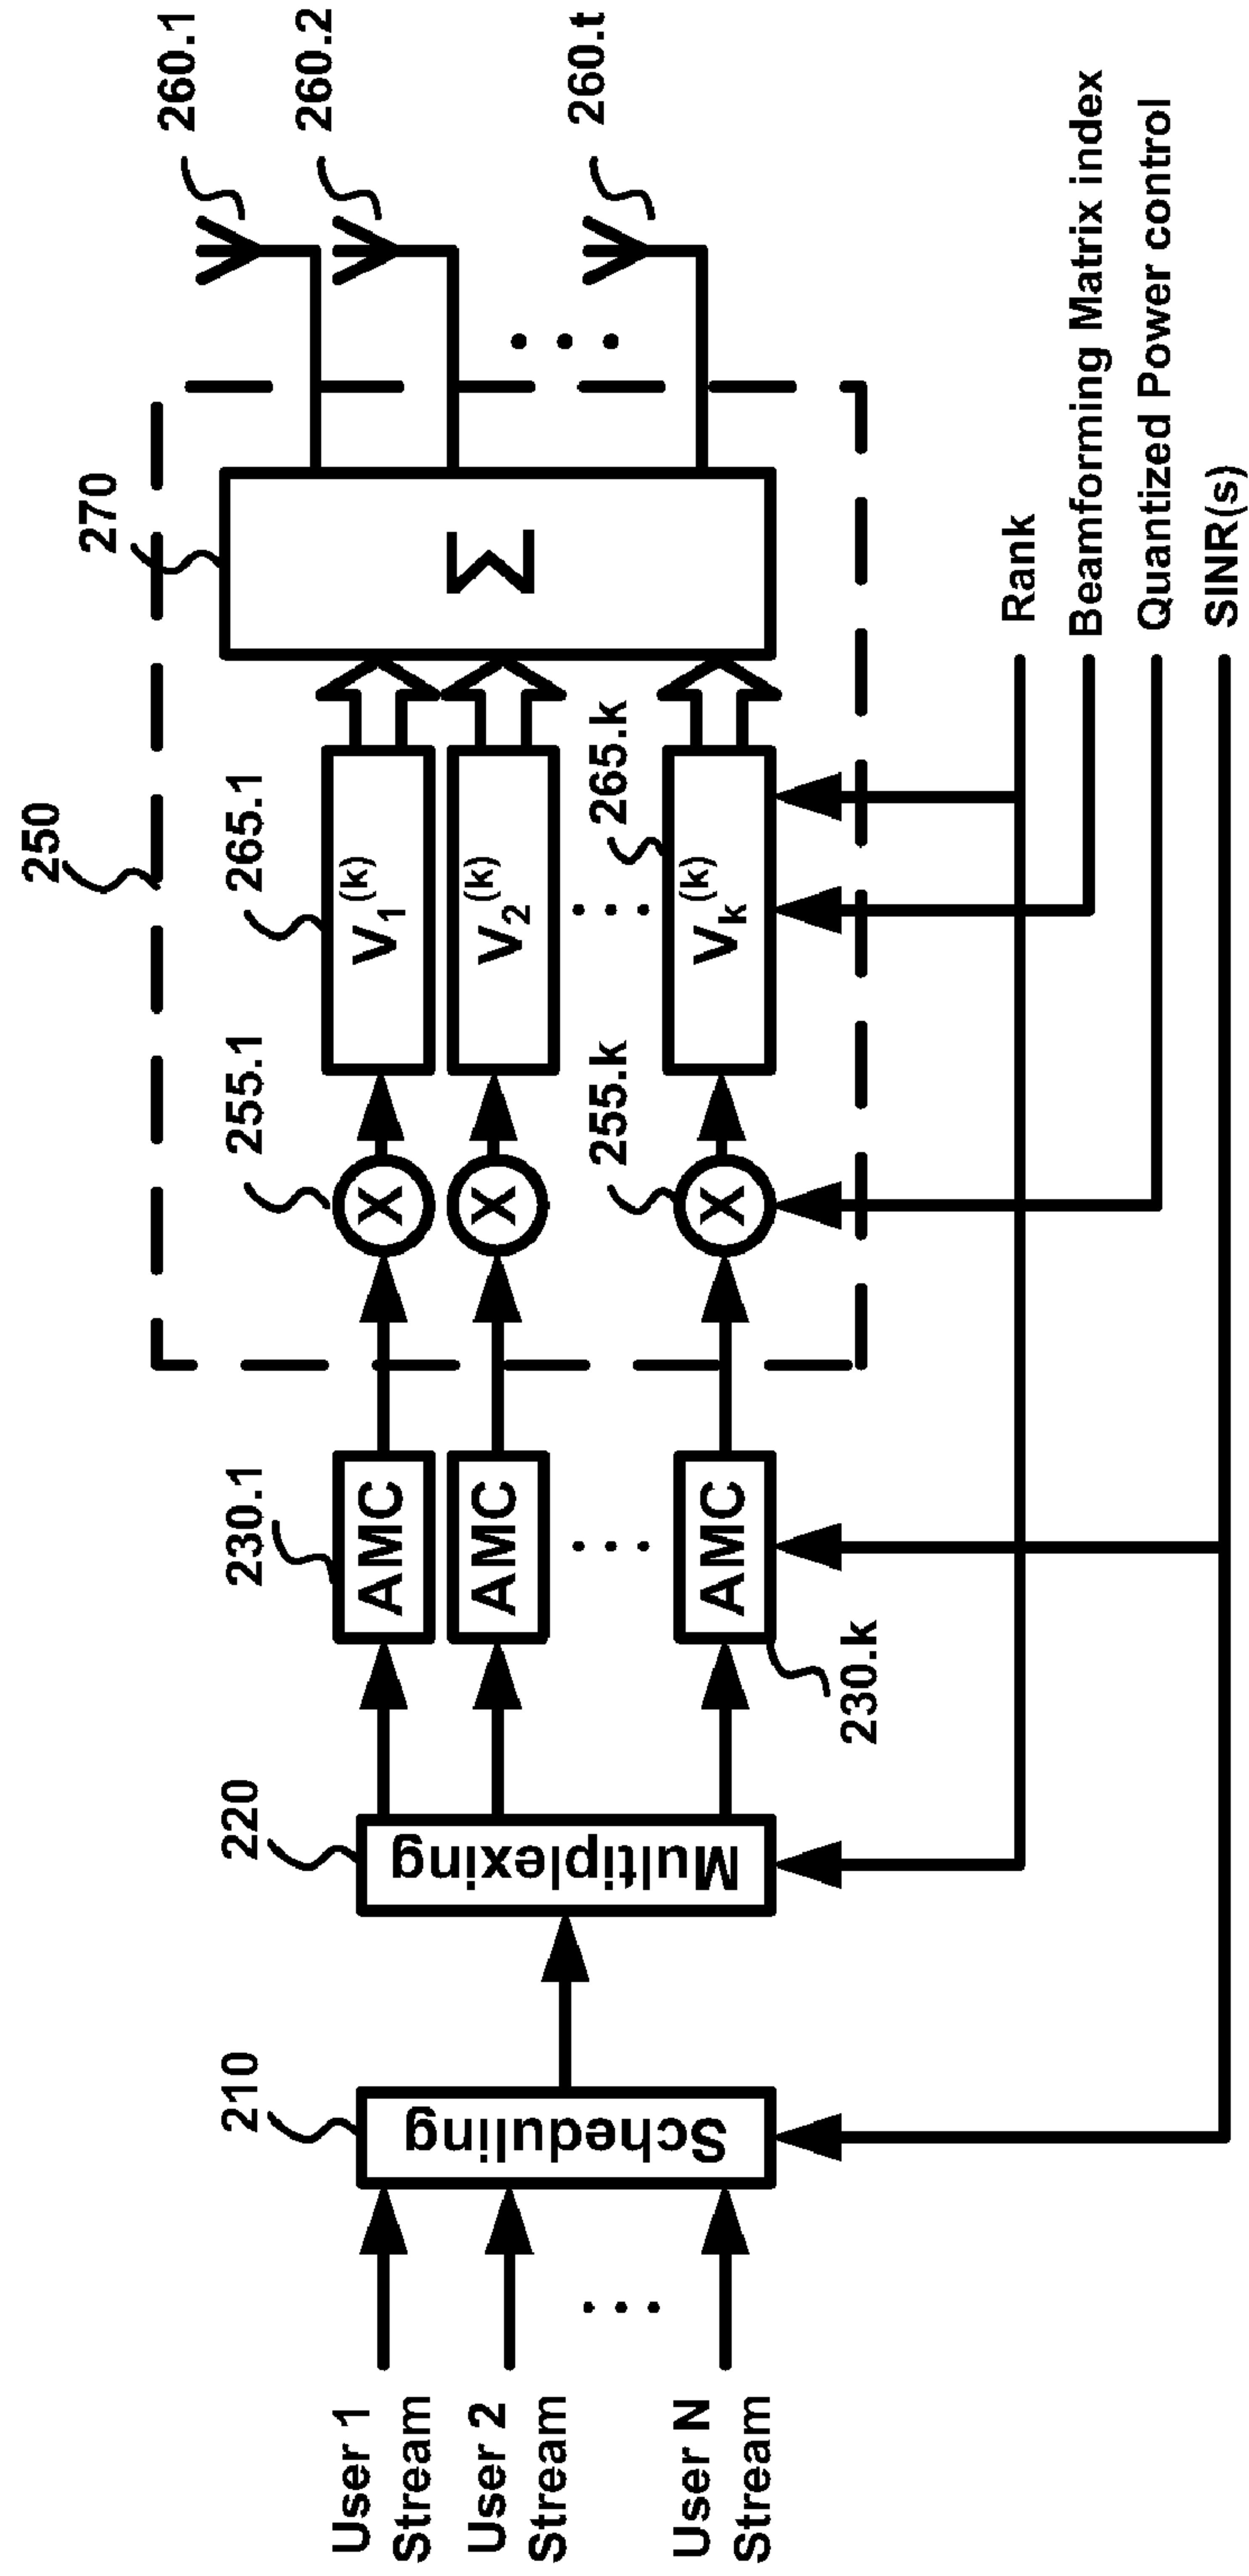 User 1
Stream
User 2
Stream
User N
Stream
210
Scheduling
220
Multiplexing
230.1
AMC
AMC
AMC
230.k
250
255.1
X
X
255.k
X
265.1
V1(k)
V2(k)
265.k
Vk(k)
270
Σ
260.1
260.2
260.t
Rank
Beamforming Matrix index
Quantized Power control
SINR(s)